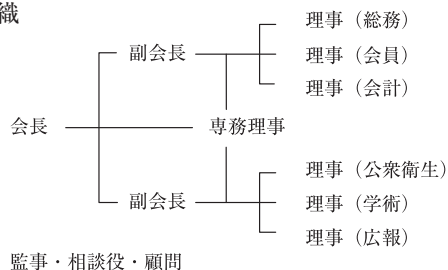 織
理事（総務）
副会長
理事（会員）
理事（会計）
会長
専務理事
理事（公衆衛生）
副会長
理事（学術）
理事（広報）
監事・相談役・顧問